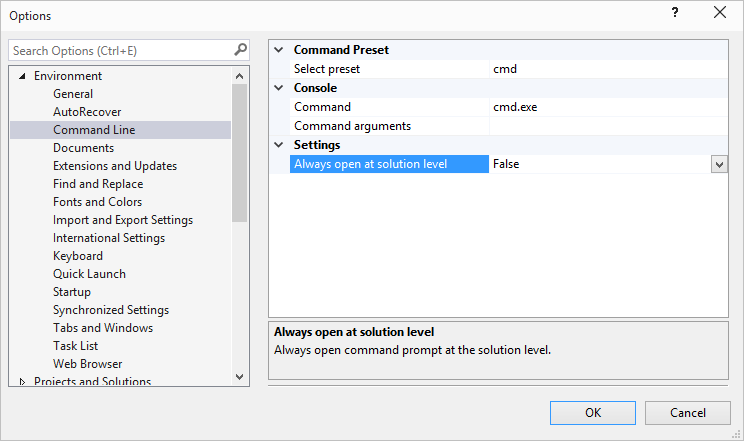 Options
?
Search Options (Ctrl+E)
Environment
General
AutoRecover
Command Line
Documents
Extensions and Updates
Find and Replace
Fonts and Colors
Import and Export Settings
International Settings
Keyboard
Quick Launch
Startup
Synchronized Settings
Tabs and Windows
Task List
Web Browser
Projects and Solutions
Command Preset
Select preset cmd
Console
Command cmd.exe
Command arguments
Settings
Always open at solution level False
Always open at solution level
Always open command prompt at the solution level.
OK Cancel